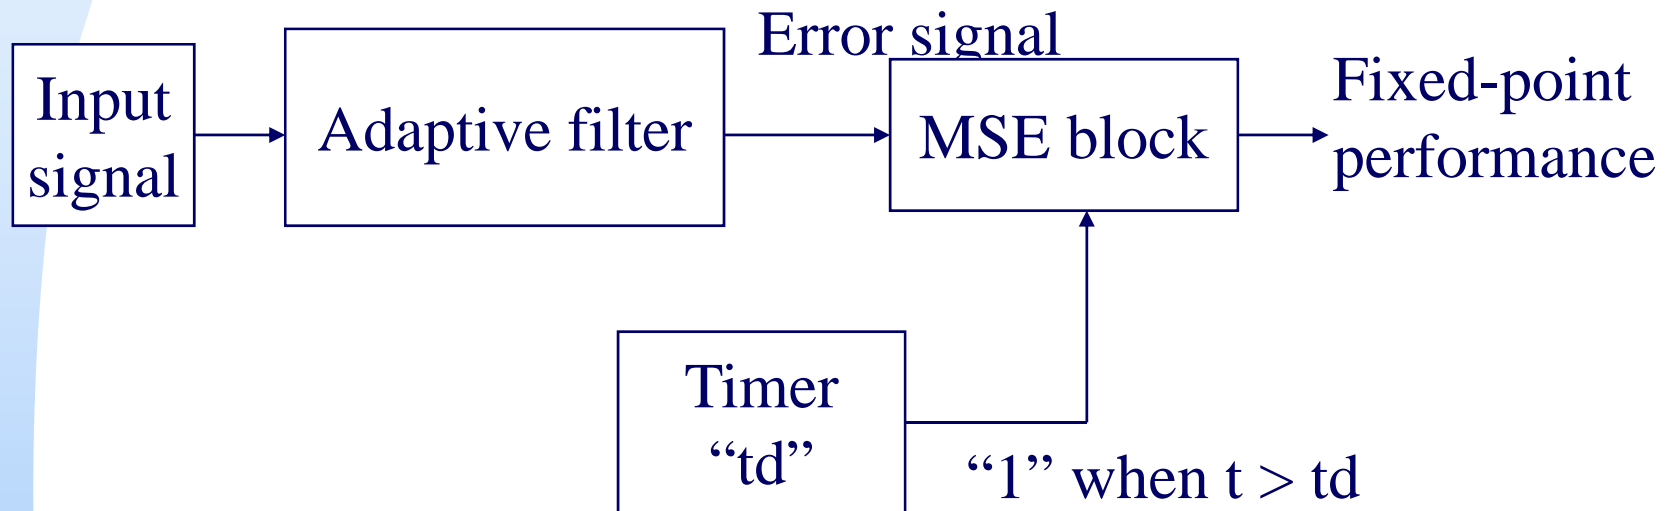 Input
signal
Adaptive filter
Error signal
MSE block
Fixed-point
performance
Timer
“td”
“1” when t > td